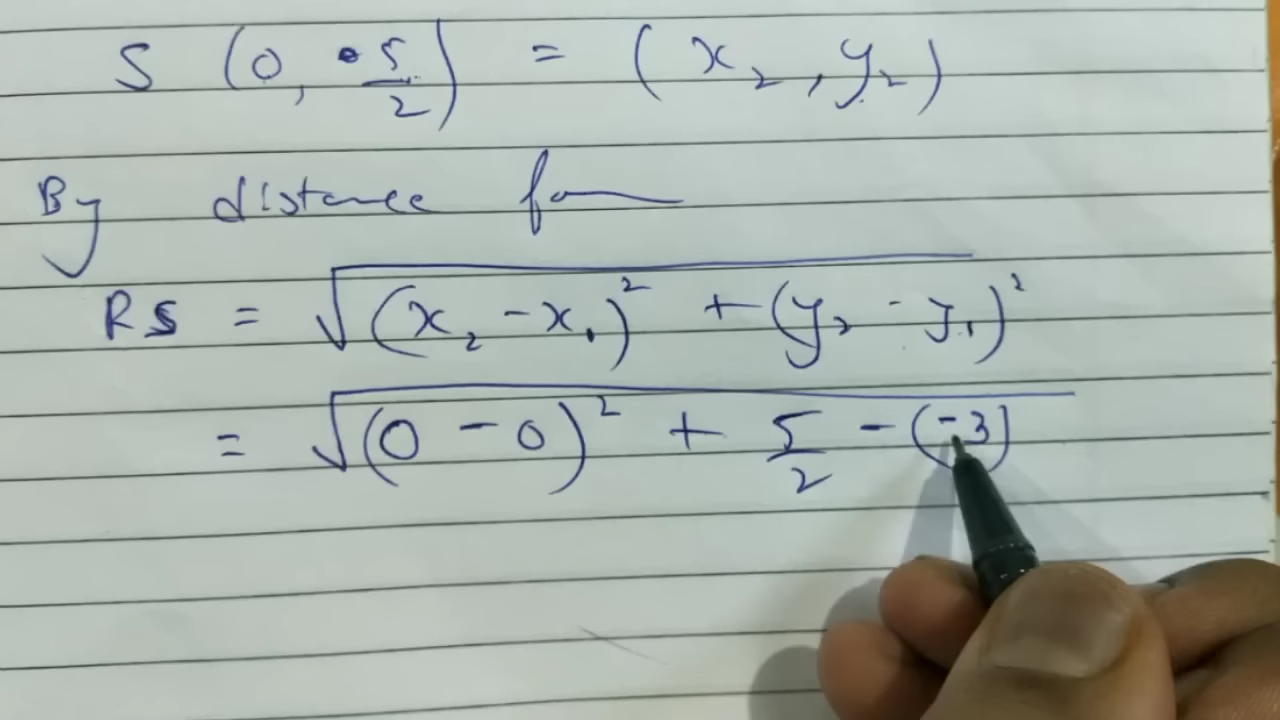 S (0, 5/2) = (x₂, y₂)
By distance for
RS = √((x₂ - x₁)² + (y₂ - y₁)²)
= √((0 - 0)² + 5/2 - (-3)